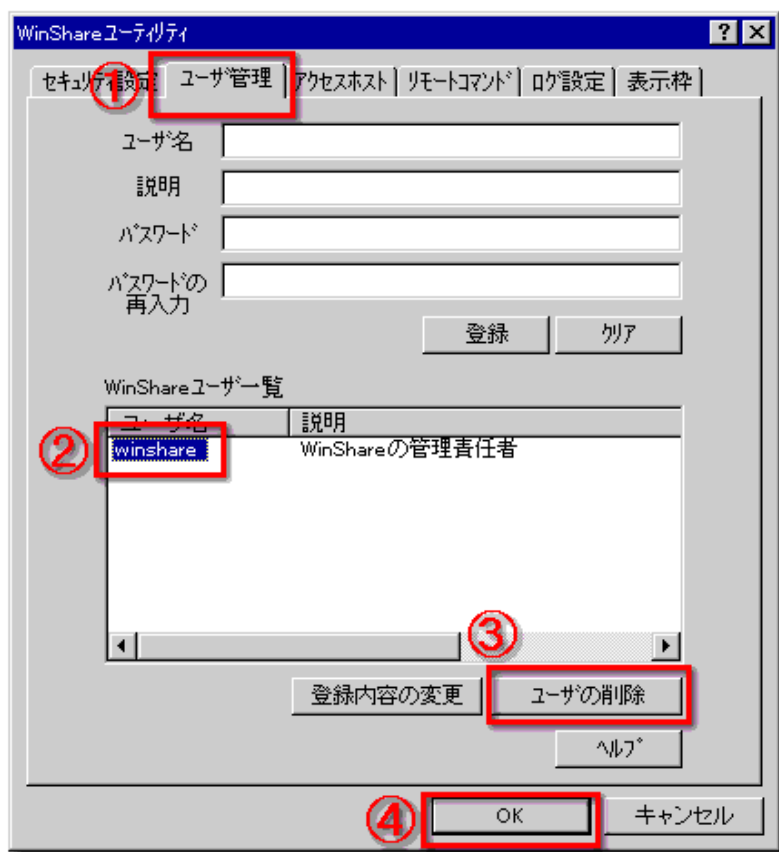 WinShareユーティリティ
① セキュリティ設定 ユーザ管理 アクセスホスト リモートコマンド ログ設定 表示枠
ユーザ名
説明
パスワード
パスワードの
再入力
登録 クリア
WinShareユーザ一覧
ユーザ名 説明
② winshare WinShareの管理責任者
③
登録内容の変更 ユーザの削除
ヘルプ
④ OK キャンセル